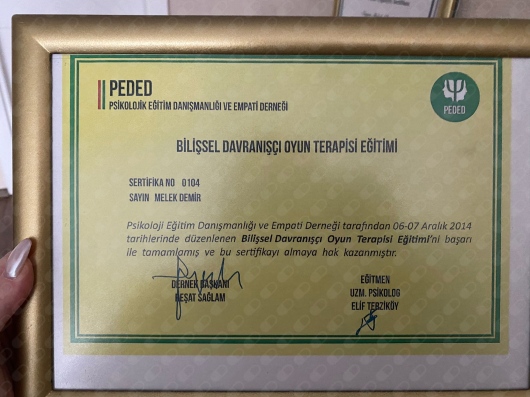 PEDED
PSİKOLOJİK EĞİTİM DANIŞMANLIĞI VE EMPATİ DERNEĞİ
PEDED
BİLİŞSEL DAVRANIŞÇI OYUN TERAPİSİ EĞİTİMİ
SERTİFİKA NO 0104
SAYIN MELEK DEMİR
Psikoloji Eğitim Danışmanlığı ve Empati Derneği tarafından 06-07 Aralık 2014
tarihlerinde düzenlenen Bilişsel Davranışçı Oyun Terapisi Eğitimi'ni başarı
ile tamamlamış ve bu sertifikayı almaya hak kazanmıştır.
DERNEK BAŞKANI
REŞAT SAĞLAM
EĞİTMEN
UZM. PSİKOLOG
ELİF TERZİKÖY